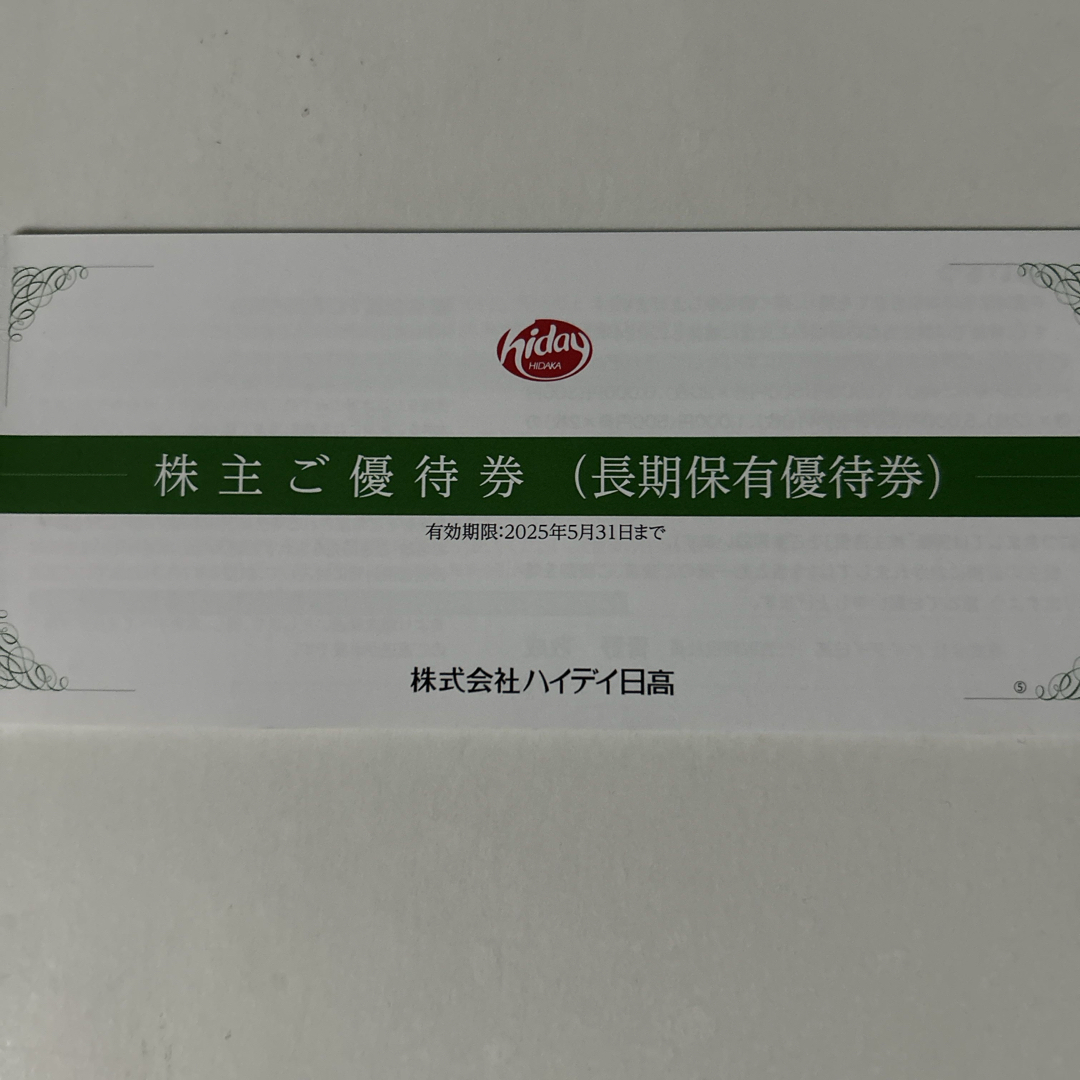 hiday
HIDAKA
株主ご優待券（長期保有優待券）
有効期限:2025年5月31日まで
株式会社ハイデイ日高
⑤